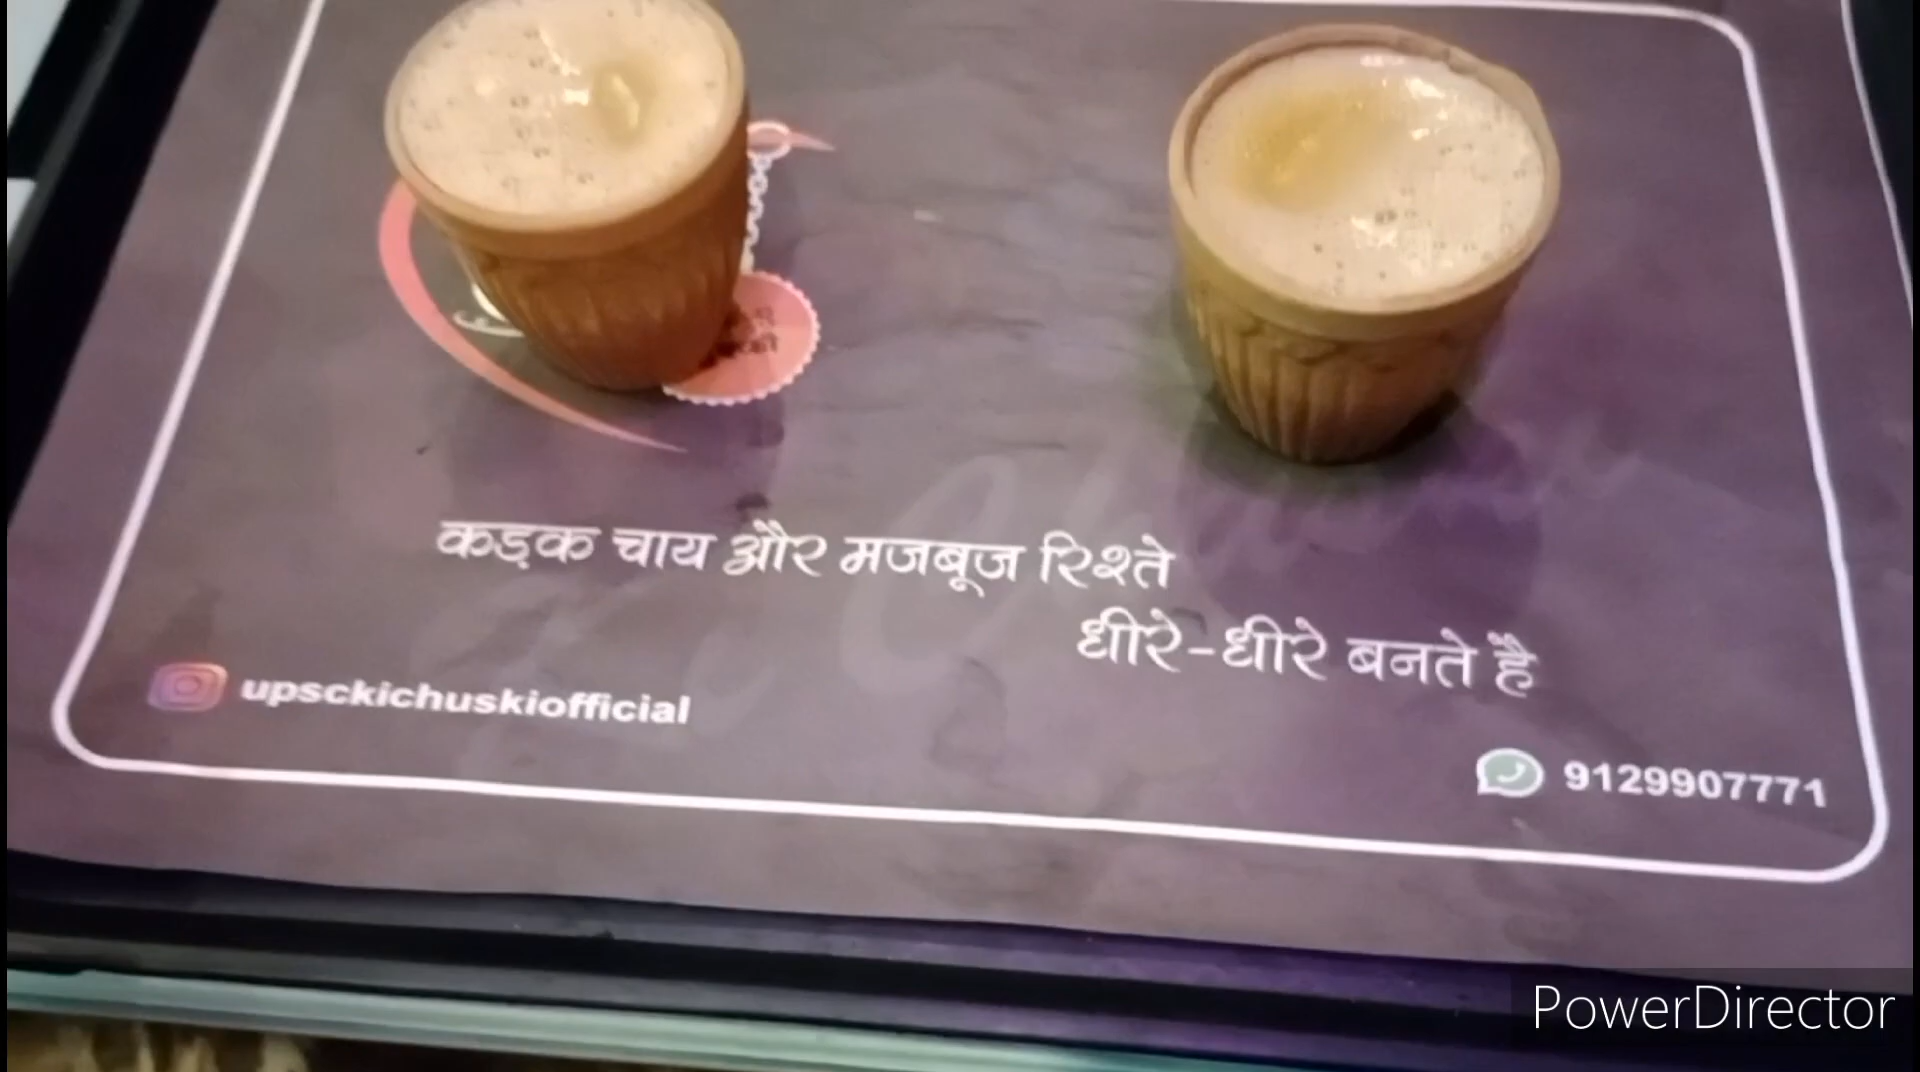 कड़क चाय और मजबूज रिश्ते
धीरे-धीरे बनते है
upsckichuskiofficial
9129907771
PowerDirector